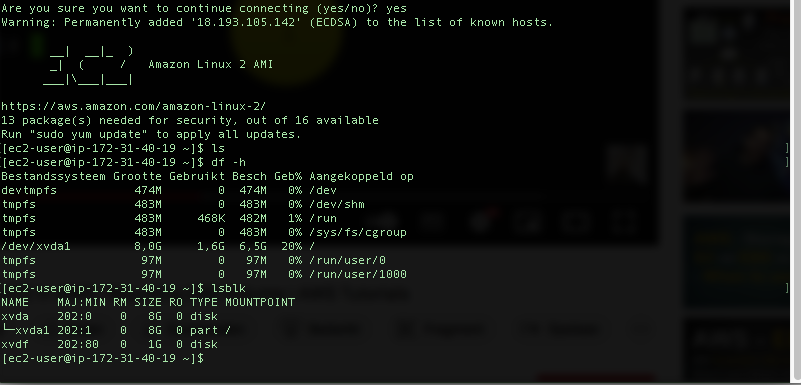 Are you sure you want to continue connecting (yes/no)? yes
Warning: Permanently added '18.193.105.142' (ECDSA) to the list of known hosts.
       __|  __|_  )
       _|  (     /   Amazon Linux 2 AMI
      ___|\___|___|
https://aws.amazon.com/amazon-linux-2/
13 package(s) needed for security, out of 16 available
Run "sudo yum update" to apply all updates.
[ec2-user@ip-172-31-40-19 ~]$ ls
[ec2-user@ip-172-31-40-19 ~]$ df -h
Bestandssysteem Grootte Gebruikt Besch Geb% Aangekoppeld op
devtmpfs           474M        0  474M   0% /dev
tmpfs              483M        0  483M   0% /dev/shm
tmpfs              483M     468K  482M   1% /run
tmpfs              483M        0  483M   0% /sys/fs/cgroup
/dev/xvda1         8,0G     1,6G  6,5G  20% /
tmpfs               97M        0   97M   0% /run/user/0
tmpfs               97M        0   97M   0% /run/user/1000
[ec2-user@ip-172-31-40-19 ~]$ lsblk
NAME    MAJ:MIN RM SIZE RO TYPE MOUNTPOINT
xvda    202:0    0   8G  0 disk
└─xvda1 202:1    0   8G  0 part /
xvdf    202:80   0   1G  0 disk
[ec2-user@ip-172-31-40-19 ~]$